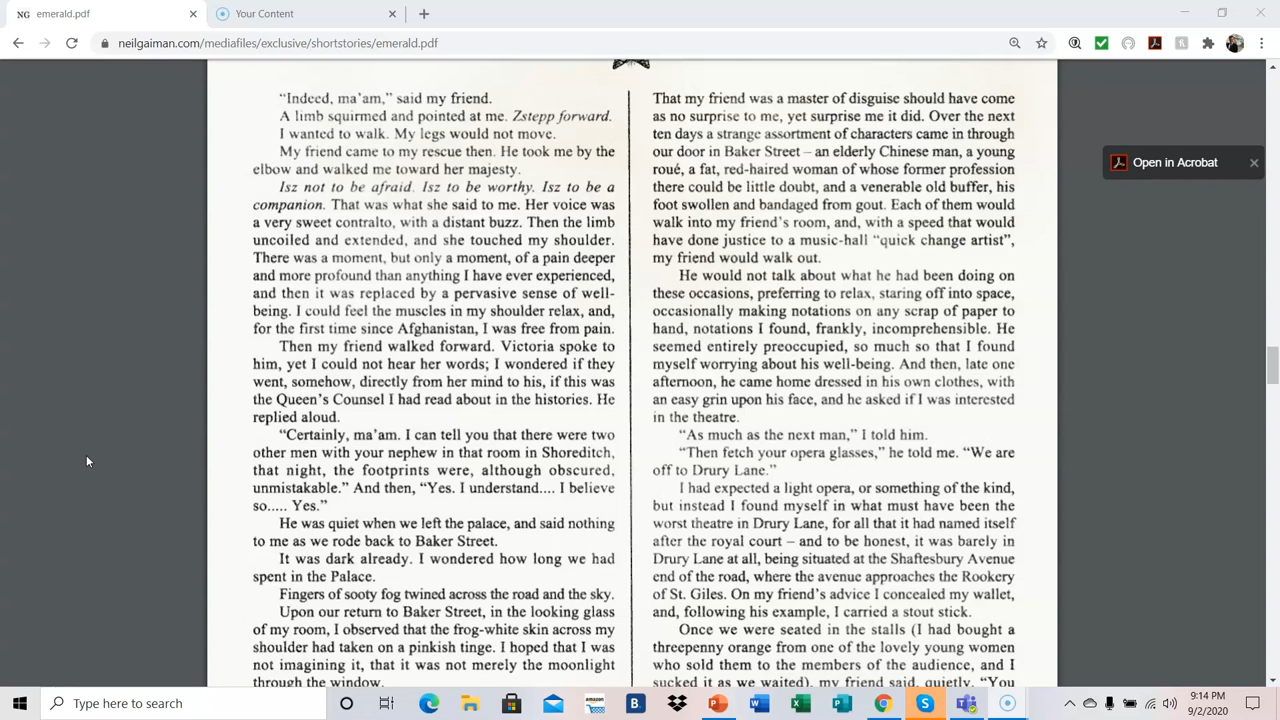 emerald.pdf
Your Content
neilgaiman.com/mediafiles/exclusive/shortstories/emerald.pdf
Open in Acrobat
“Indeed, ma’am,” said my friend.
A limb squirmed and pointed at me. Zstepp forward.
I wanted to walk. My legs would not move.
My friend came to my rescue then. He took me by the
elbow and walked me toward her majesty.
Isz not to be afraid. Isz to be worthy. Isz to be a
companion. That was what she said to me. Her voice was
a very sweet contralto, with a distant buzz. Then the limb
uncoiled and extended, and she touched my shoulder.
There was a moment, but only a moment, of a pain deeper
and more profound than anything I have ever experienced,
and then it was replaced by a pervasive sense of well-
being. I could feel the muscles in my shoulder relax, and,
for the first time since Afghanistan, I was free from pain.
Then my friend walked forward. Victoria spoke to
him, yet I could not hear her words; I wondered if they
went, somehow, directly from her mind to his, if this was
the Queen’s Counsel I had read about in the histories. He
replied aloud.
“Certainly, ma’am. I can tell you that there were two
other men with your nephew in that room in Shoreditch,
that night, the footprints were, although obscured,
unmistakable.” And then, “Yes. I understand.... I believe
so..... Yes.”
He was quiet when we left the palace, and said nothing
to me as we rode back to Baker Street.
It was dark already. I wondered how long we had
spent in the Palace.
Fingers of sooty fog twined across the road and the sky.
Upon our return to Baker Street, in the looking glass
of my room, I observed that the frog-white skin across my
shoulder had taken on a pinkish tinge. I hoped that I was
not imagining it, that it was not merely the moonlight
through the window.
That my friend was a master of disguise should have come
as no surprise to me, yet surprise me it did. Over the next
ten days a strange assortment of characters came in through
our door in Baker Street – an elderly Chinese man, a young
roué, a fat, red-haired woman of whose former profession
there could be little doubt, and a venerable old buffer, his
foot swollen and bandaged from gout. Each of them would
walk into my friend’s room, and, with a speed that would
have done justice to a music-hall “quick change artist”,
my friend would walk out.
He would not talk about what he had been doing on
these occasions, preferring to relax, staring off into space,
occasionally making notations on any scrap of paper to
hand, notations I found, frankly, incomprehensible. He
seemed entirely preoccupied, so much so that I found
myself worrying about his well-being. And then, late one
afternoon, he came home dressed in his own clothes, with
an easy grin upon his face, and he asked if I was interested
in the theatre.
“As much as the next man,” I told him.
“Then fetch your opera glasses,” he told me. “We are
off to Drury Lane.”
I had expected a light opera, or something of the kind,
but instead I found myself in what must have been the
worst theatre in Drury Lane, for all that it had named itself
after the royal court – and to be honest, it was barely in
Drury Lane at all, being situated at the Shaftesbury Avenue
end of the road, where the avenue approaches the Rookery
of St. Giles. On my friend’s advice I concealed my wallet,
and, following his example, I carried a stout stick.
Once we were seated in the stalls (I had bought a
threepenny orange from one of the lovely young women
who sold them to the members of the audience, and I
sucked it as we waited), my friend said, quietly, “You
Type here to search
9:14 PM
9/2/2020